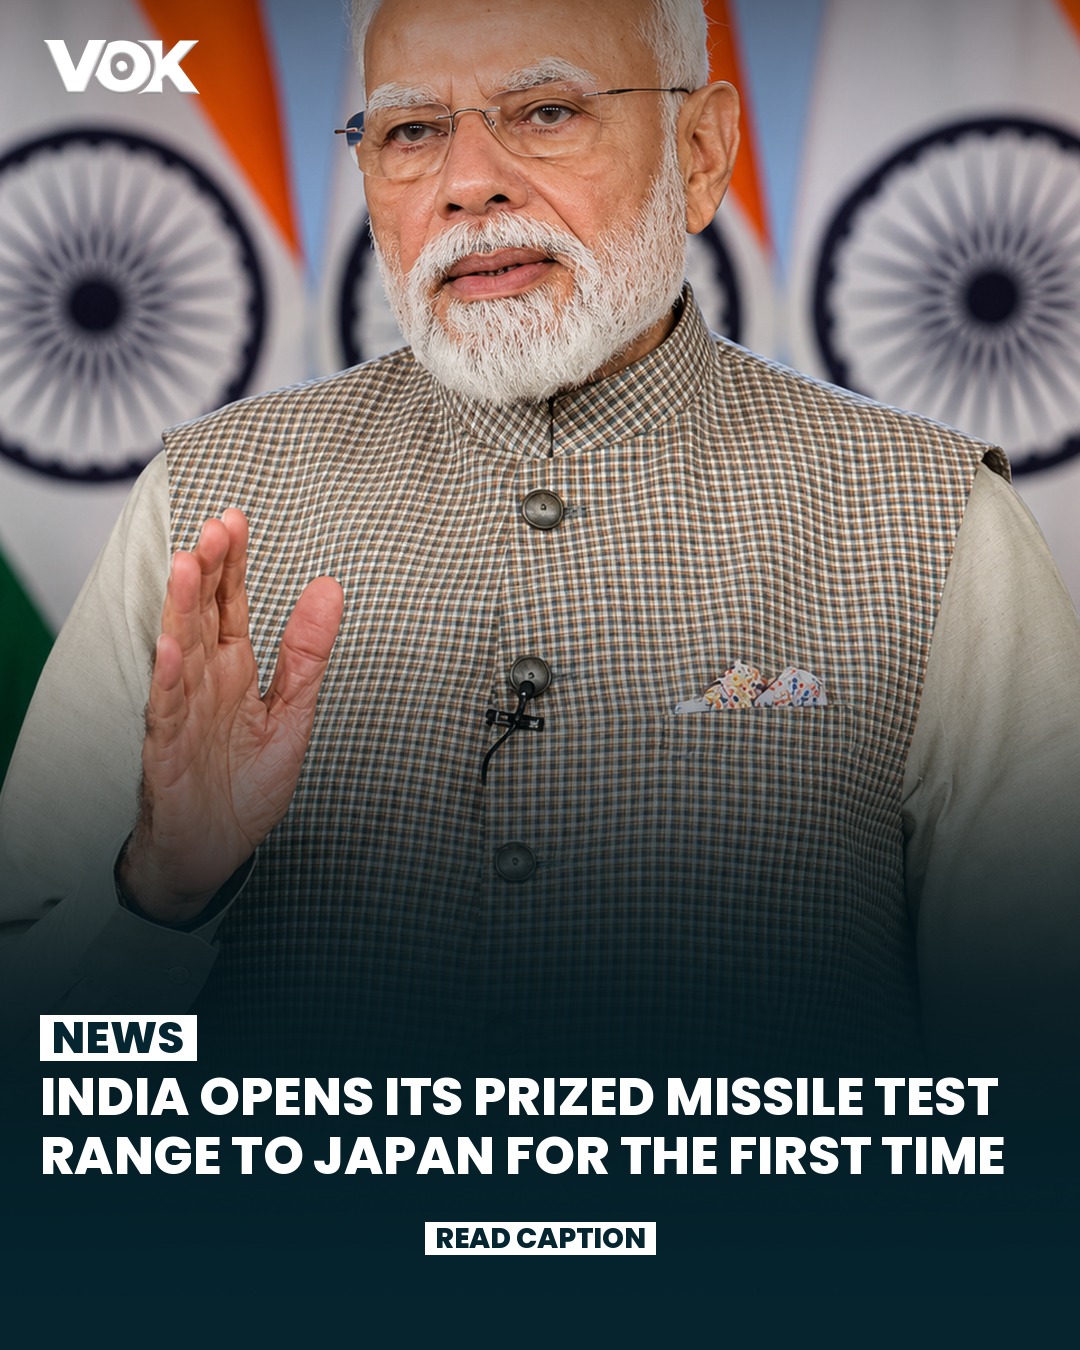 VOK
NEWS
INDIA OPENS ITS PRIZED MISSILE TEST
RANGE TO JAPAN FOR THE FIRST TIME
READ CAPTION